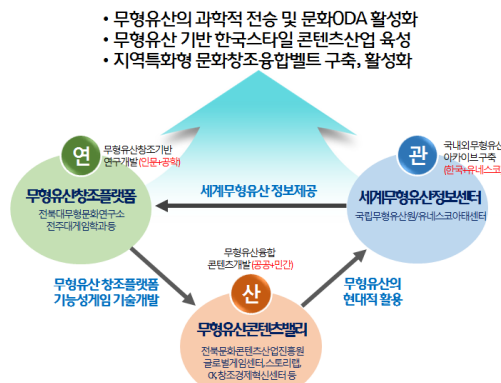 • 무형유산의 과학적 전승 및 문화ODA 활성화
• 무형유산 기반 한국스타일 콘텐츠산업 육성
• 지역특화형 문화창조융합벨트 구축, 활성화
연
무형유산창조기반
연구개발(인문+공학)
무형유산창조플랫폼
전북대무형문화연구소
전주대게임학과 등
관
국내외무형유산
아카이브구축
(한국+유네스코
세계무형유산정보센터
국립무형유산원/유네스코아태센터
세계무형유산 정보제공
무형유산 창조플랫폼
기능성게임 기술개발
무형유산융합
콘텐츠개발(공공+민간)
산
무형유산콘텐츠밸리
전북문화콘텐츠산업진흥원
글로벌게임센터, 스토리랩,
CK, 창조경제혁신센터 등
무형유산의
현대적 활용